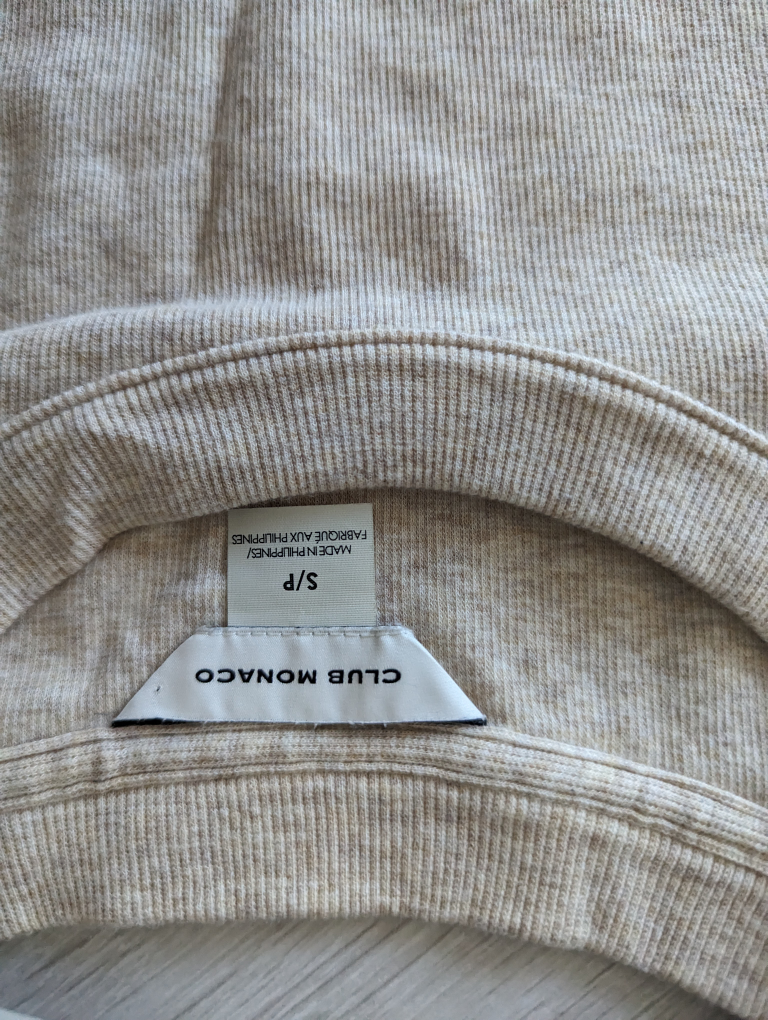 CLUB MONACO
S/P
MADE IN PHILIPPINES/
FABRIQUÉ AUX PHILIPPINES